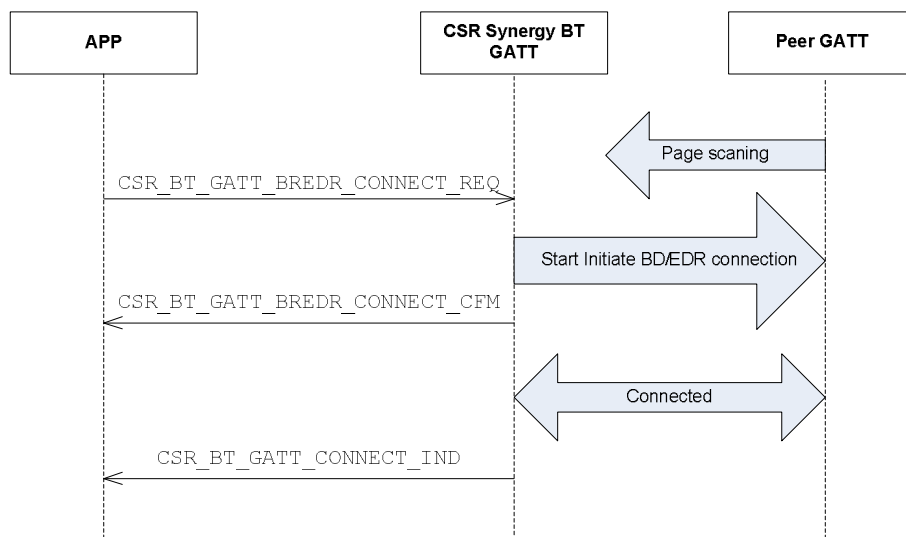 APP
CSR Synergy BT
GATT
Peer GATT
Page scaning
CSR_BT_GATT_BREDR_CONNECT_REQ
Start Initiate BD/EDR connection
CSR_BT_GATT_BREDR_CONNECT_CFM
Connected
CSR_BT_GATT_CONNECT_IND